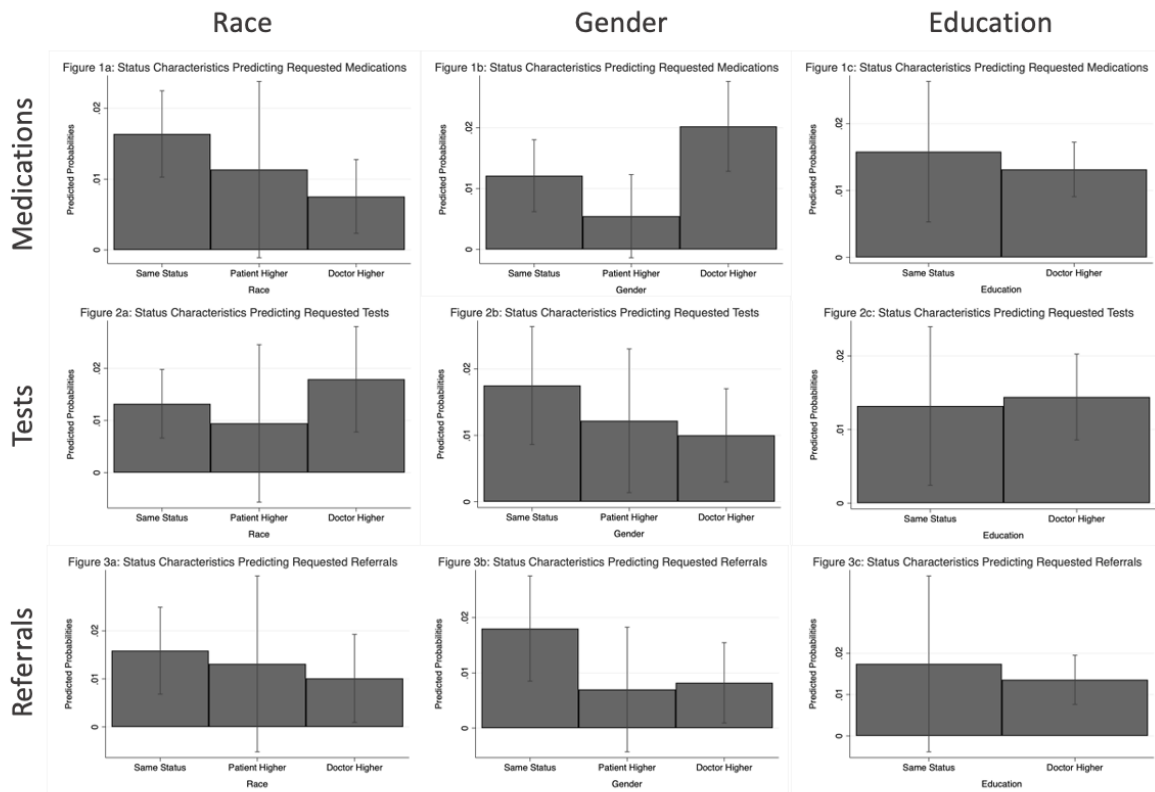 Race
Gender
Education
Medications
Figure 1a: Status Characteristics Predicting Requested Medications
Predicted Probabilities
.02
.01
0
Same Status
Patient Higher
Doctor Higher
Race
Figure 1b: Status Characteristics Predicting Requested Medications
Predicted Probabilities
.02
.01
0
Same Status
Patient Higher
Doctor Higher
Gender
Figure 1c: Status Characteristics Predicting Requested Medications
Predicted Probabilities
.02
.01
0
Same Status
Doctor Higher
Education
Tests
Figure 2a: Status Characteristics Predicting Requested Tests
Predicted Probabilities
.02
.01
0
Same Status
Patient Higher
Doctor Higher
Race
Figure 2b: Status Characteristics Predicting Requested Tests
Predicted Probabilities
.02
.01
0
Same Status
Patient Higher
Doctor Higher
Gender
Figure 2c: Status Characteristics Predicting Requested Tests
Predicted Probabilities
.02
.01
0
Same Status
Doctor Higher
Education
Referrals
Figure 3a: Status Characteristics Predicting Requested Referrals
Predicted Probabilities
.02
.01
0
Same Status
Patient Higher
Doctor Higher
Race
Figure 3b: Status Characteristics Predicting Requested Referrals
Predicted Probabilities
.02
.01
0
Same Status
Patient Higher
Doctor Higher
Gender
Figure 3c: Status Characteristics Predicting Requested Referrals
Predicted Probabilities
.02
.01
0
Same Status
Doctor Higher
Education